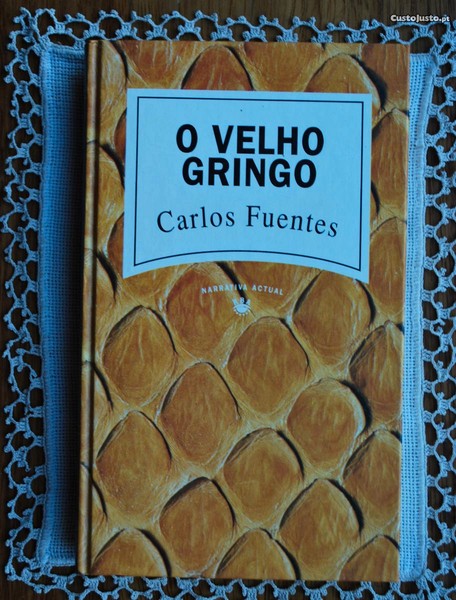 CustoJusto.pt
O VELHO
GRINGO
Carlos Fuentes
NARRATIVA ACTUAL